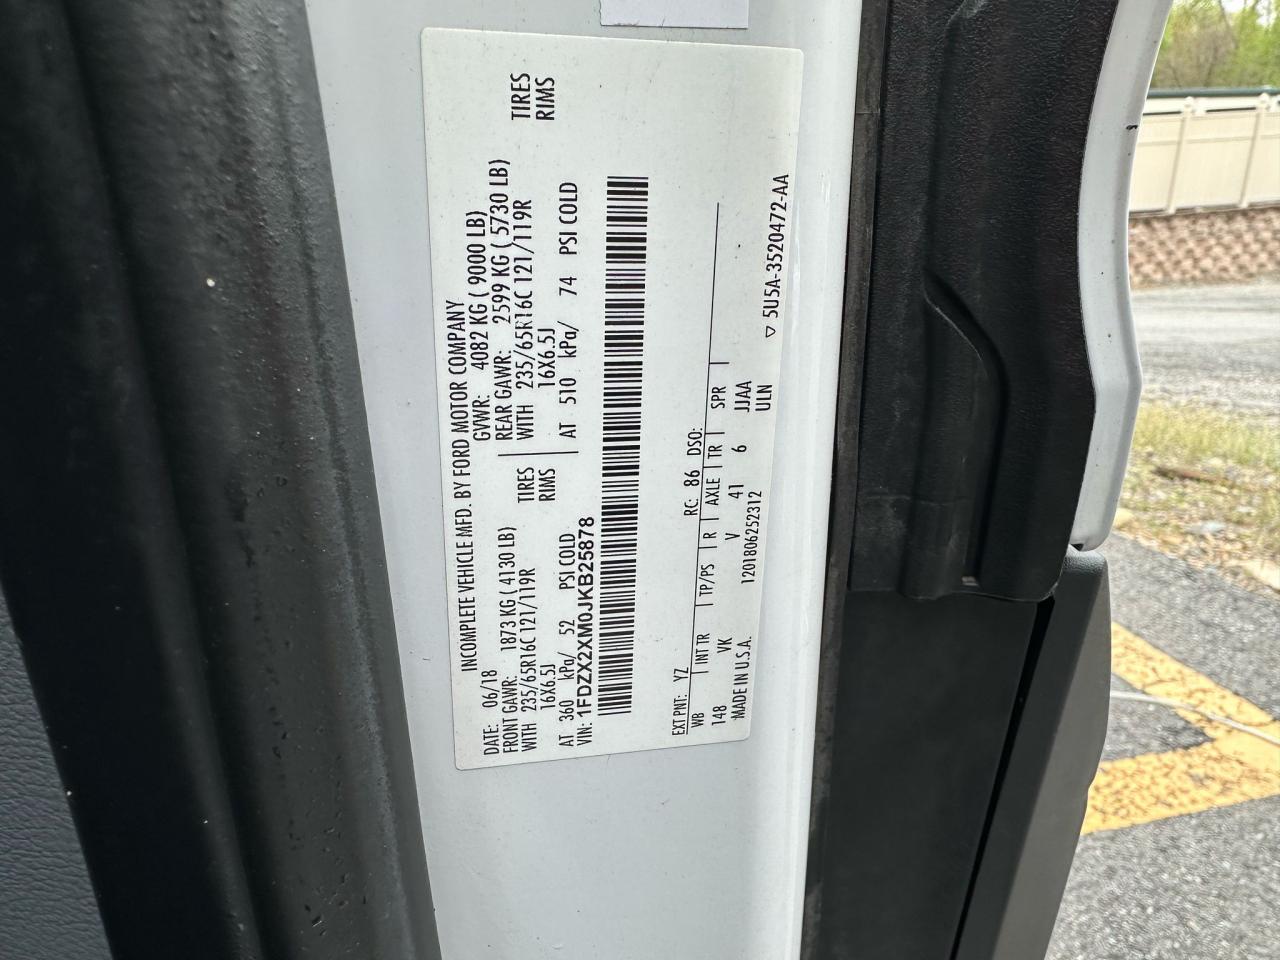 INCOMPLETE VEHICLE MFD. BY FORD MOTOR COMPANY
DATE: 06/18 GVWR: 4082 KG ( 9000 LB)
FRONT GAWR: 1873 KG ( 4130 LB) REAR GAWR: 2599 KG ( 5730 LB)
WITH 235/65R16C 121/119R TIRES WITH 235/65R16C 121/119R TIRES
16X6.5J RIMS 16X6.5J RIMS
AT 360 kPa/ 52 PSI COLD AT 510 kPa/ 74 PSI COLD
VIN: 1FDZX2XM0JKB25878
EXT PNT: YZ RC: 86 DSO:
WB INT TR TP/PS R AXLE TR SPR
148 VK V 41 6 JJAA
MADE IN U.S.A. 1201806252312 ULN
▽ 5U5A-3520472-AA